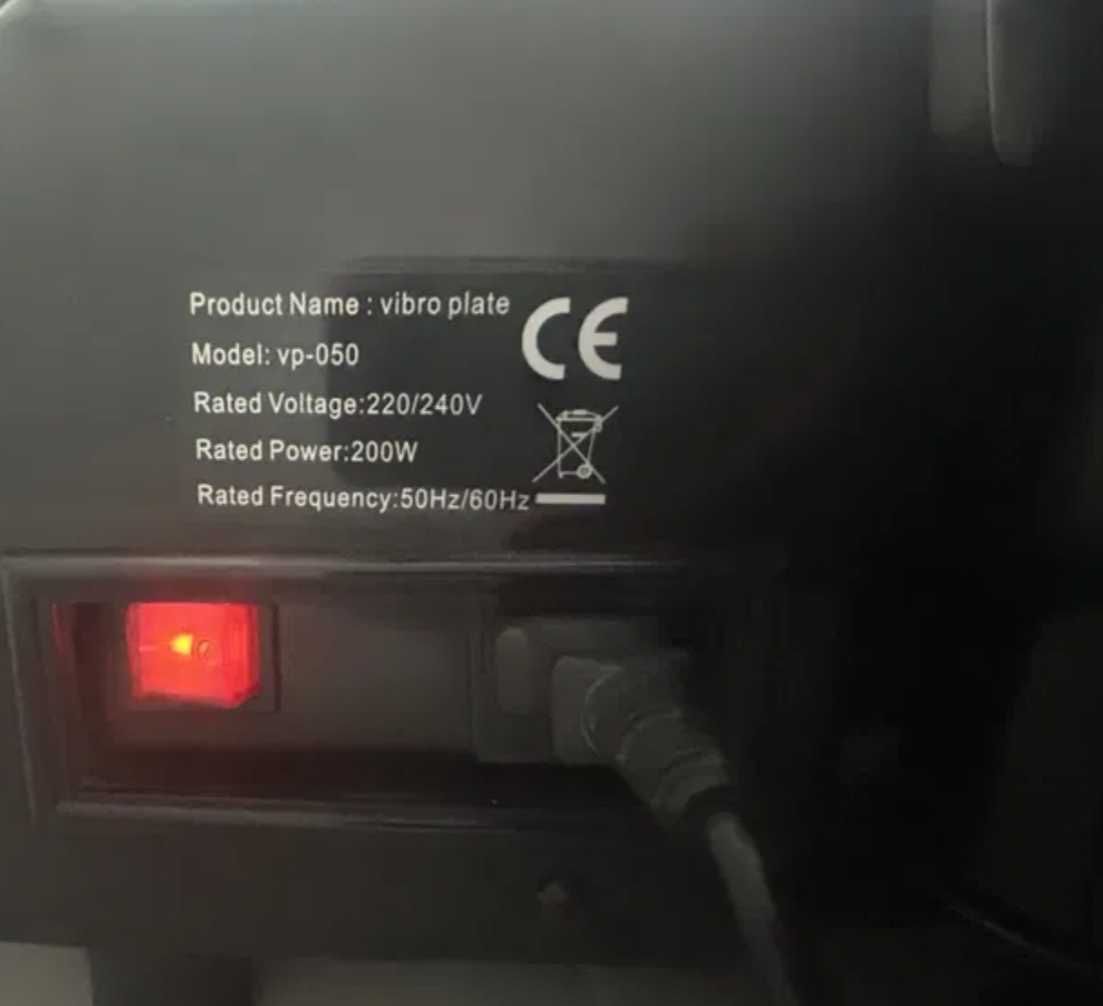 Product Name : vibro plate
CE
Model: vp-050
Rated Voltage:220/240V
Rated Power:200W
Rated Frequency:50Hz/60Hz